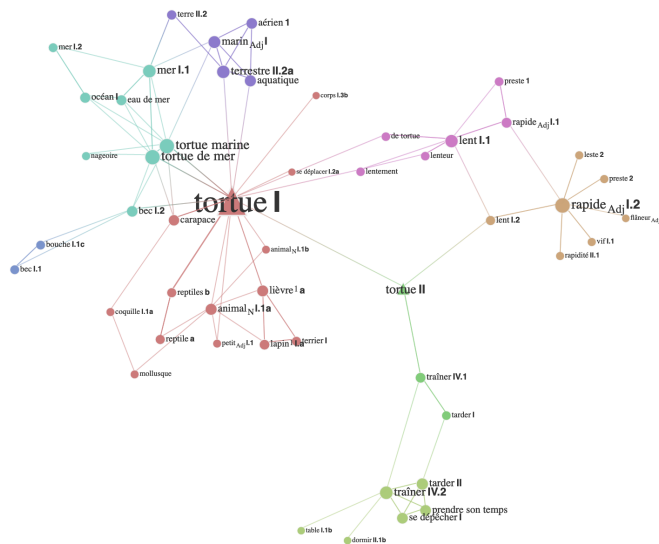 terre II.2
aérien 1
marin Adj I
mer I.2
mer I.1
terrestre II.2a
aquatique
océan I
eau de mer
corps I.3b
preste 1
rapide Adj I.1
de tortue
lent I.1
tortue marine
nageoire
tortue de mer
lenteur
leste 2
se déplacer I.2a
lentement
preste 2
tortue I
rapide Adj I.2
bec I.2
carapace
lent I.2
flâneur Adj
bouche I.1c
vif I.1
animal N I.1b
rapidité II.1
bec I.1
tortue II
reptiles b
lièvre I a
coquille I.1a
animal N I.1a
reptile a
petit Adj I.1
lapin I.a
terrier I
mollusque
traîner IV.1
tarder I
tarder II
traîner IV.2
prendre son temps
se dépêcher I
table I.1b
dormir II.1b